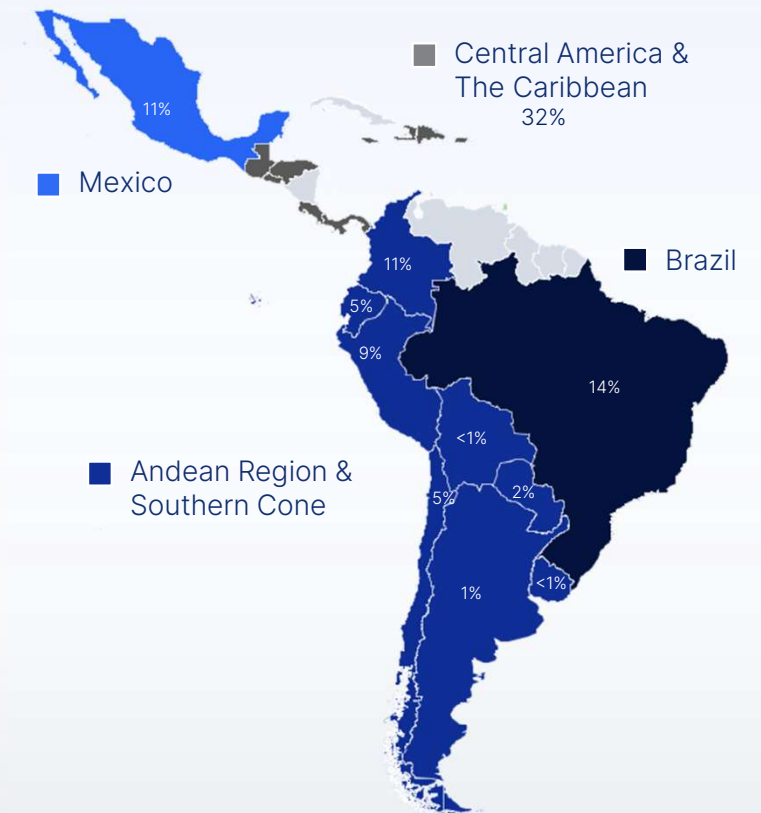 Central America &
The Caribbean
32%
11%
Mexico
Brazil
11%
5%
9%
14%
<1%
Andean Region &
Southern Cone
5%
2%
<1%
1%